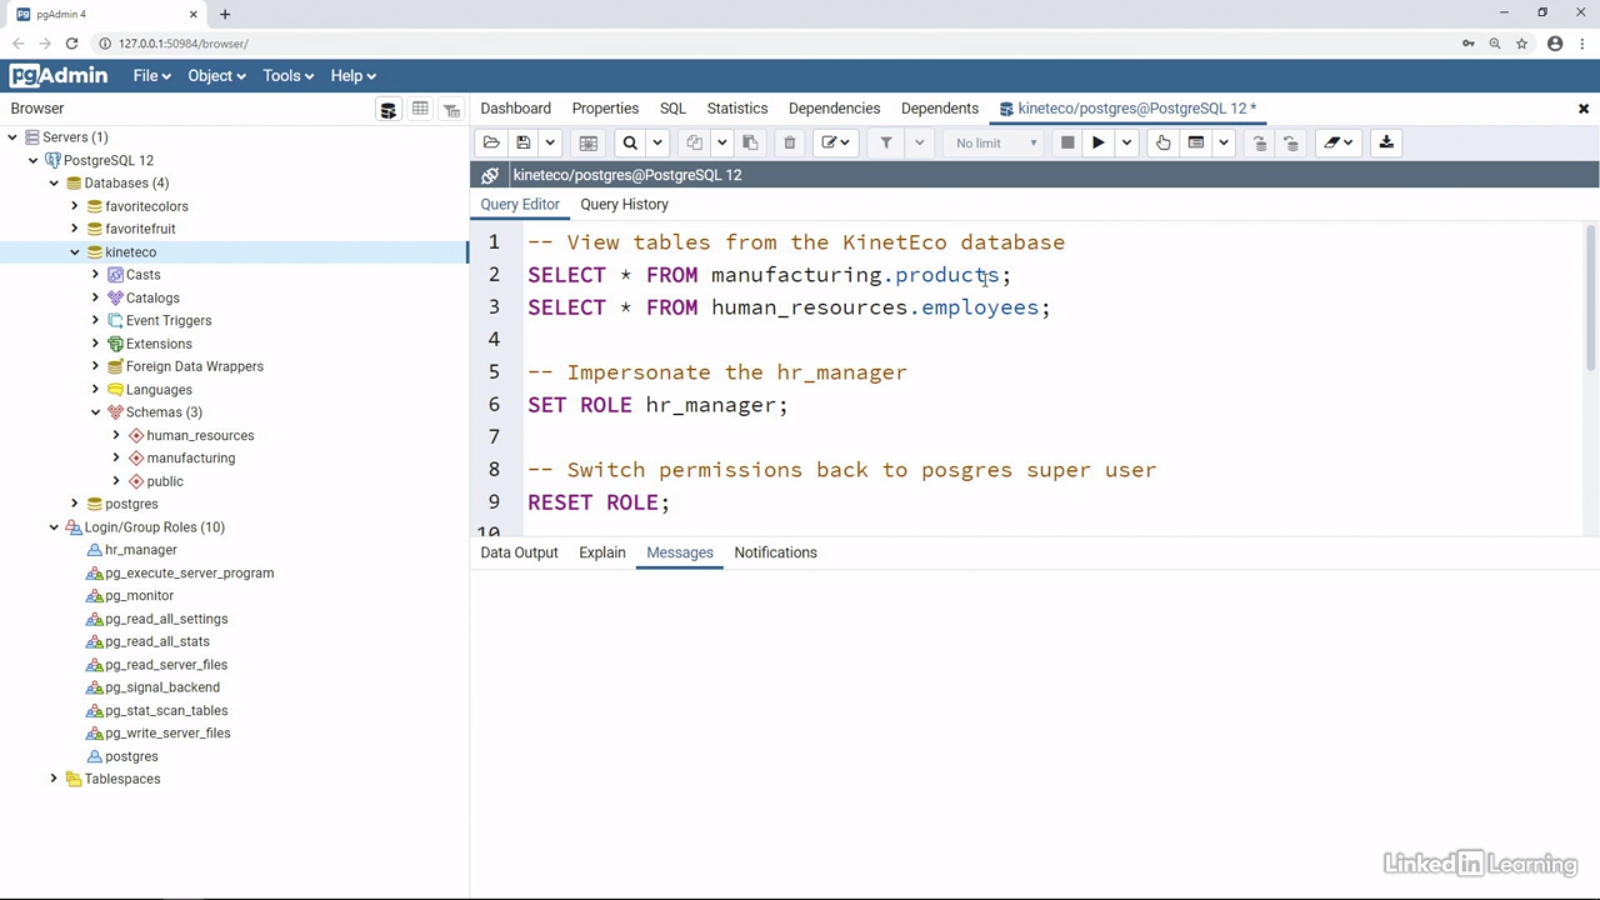 pgAdmin 4
127.0.0.1:50984/browser/
pgAdmin File Object Tools Help
Browser
Dashboard Properties SQL Statistics Dependencies Dependents kineteco/postgres@PostgreSQL 12 *
No limit
kineteco/postgres@PostgreSQL 12
Query Editor Query History
Servers (1)
PostgreSQL 12
Databases (4)
favoritecolors
favoritefruit
kineteco
Casts
Catalogs
Event Triggers
Extensions
Foreign Data Wrappers
Languages
Schemas (3)
human_resources
manufacturing
public
postgres
Login/Group Roles (10)
hr_manager
pg_execute_server_program
pg_monitor
pg_read_all_settings
pg_read_all_stats
pg_read_server_files
pg_signal_backend
pg_stat_scan_tables
pg_write_server_files
postgres
Tablespaces
1 -- View tables from the KinetEco database
2 SELECT * FROM manufacturing.products;
3 SELECT * FROM human_resources.employees;
4
5 -- Impersonate the hr_manager
6 SET ROLE hr_manager;
7
8 -- Switch permissions back to posgres super user
9 RESET ROLE;
10
Data Output Explain Messages Notifications
LinkedIn Learning